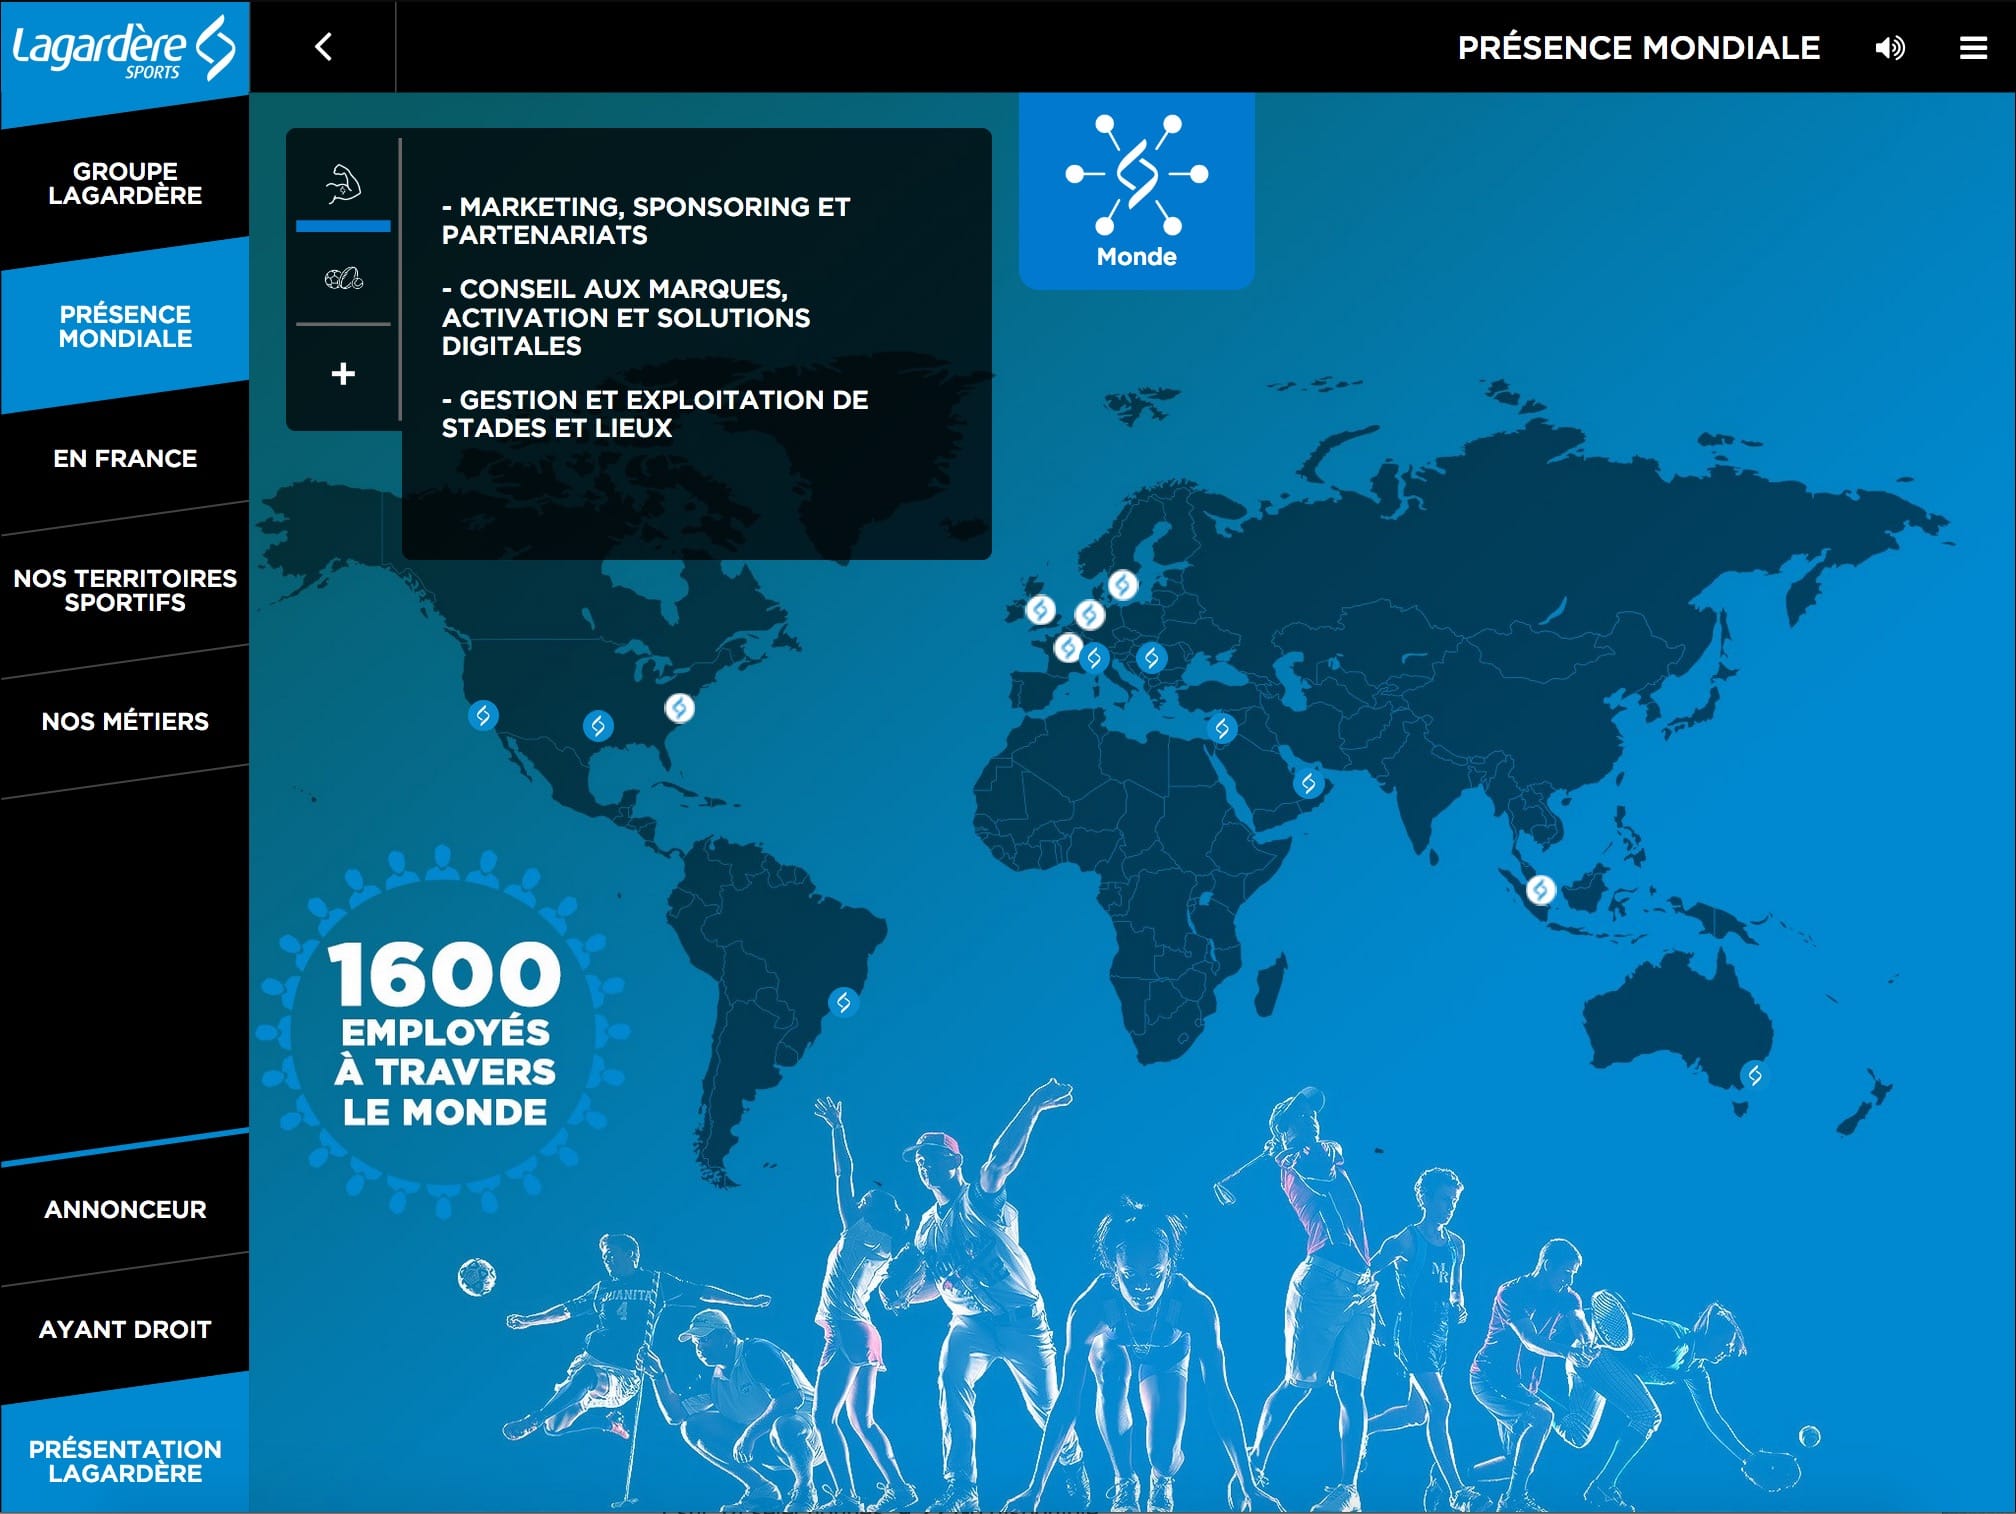 Lagardère
SPORTS
PRÉSENCE MONDIALE
GROUPE
LAGARDÈRE
PRÉSENCE
MONDIALE
EN FRANCE
NOS TERRITOIRES
SPORTIFS
NOS MÉTIERS
ANNONCEUR
AYANT DROIT
PRÉSENTATION
LAGARDÈRE
- MARKETING, SPONSORING ET
PARTENARIATS
- CONSEIL AUX MARQUES,
ACTIVATION ET SOLUTIONS
DIGITALES
- GESTION ET EXPLOITATION DE
STADES ET LIEUX
+
Monde
1600
EMPLOYÉS
À TRAVERS
LE MONDE
4